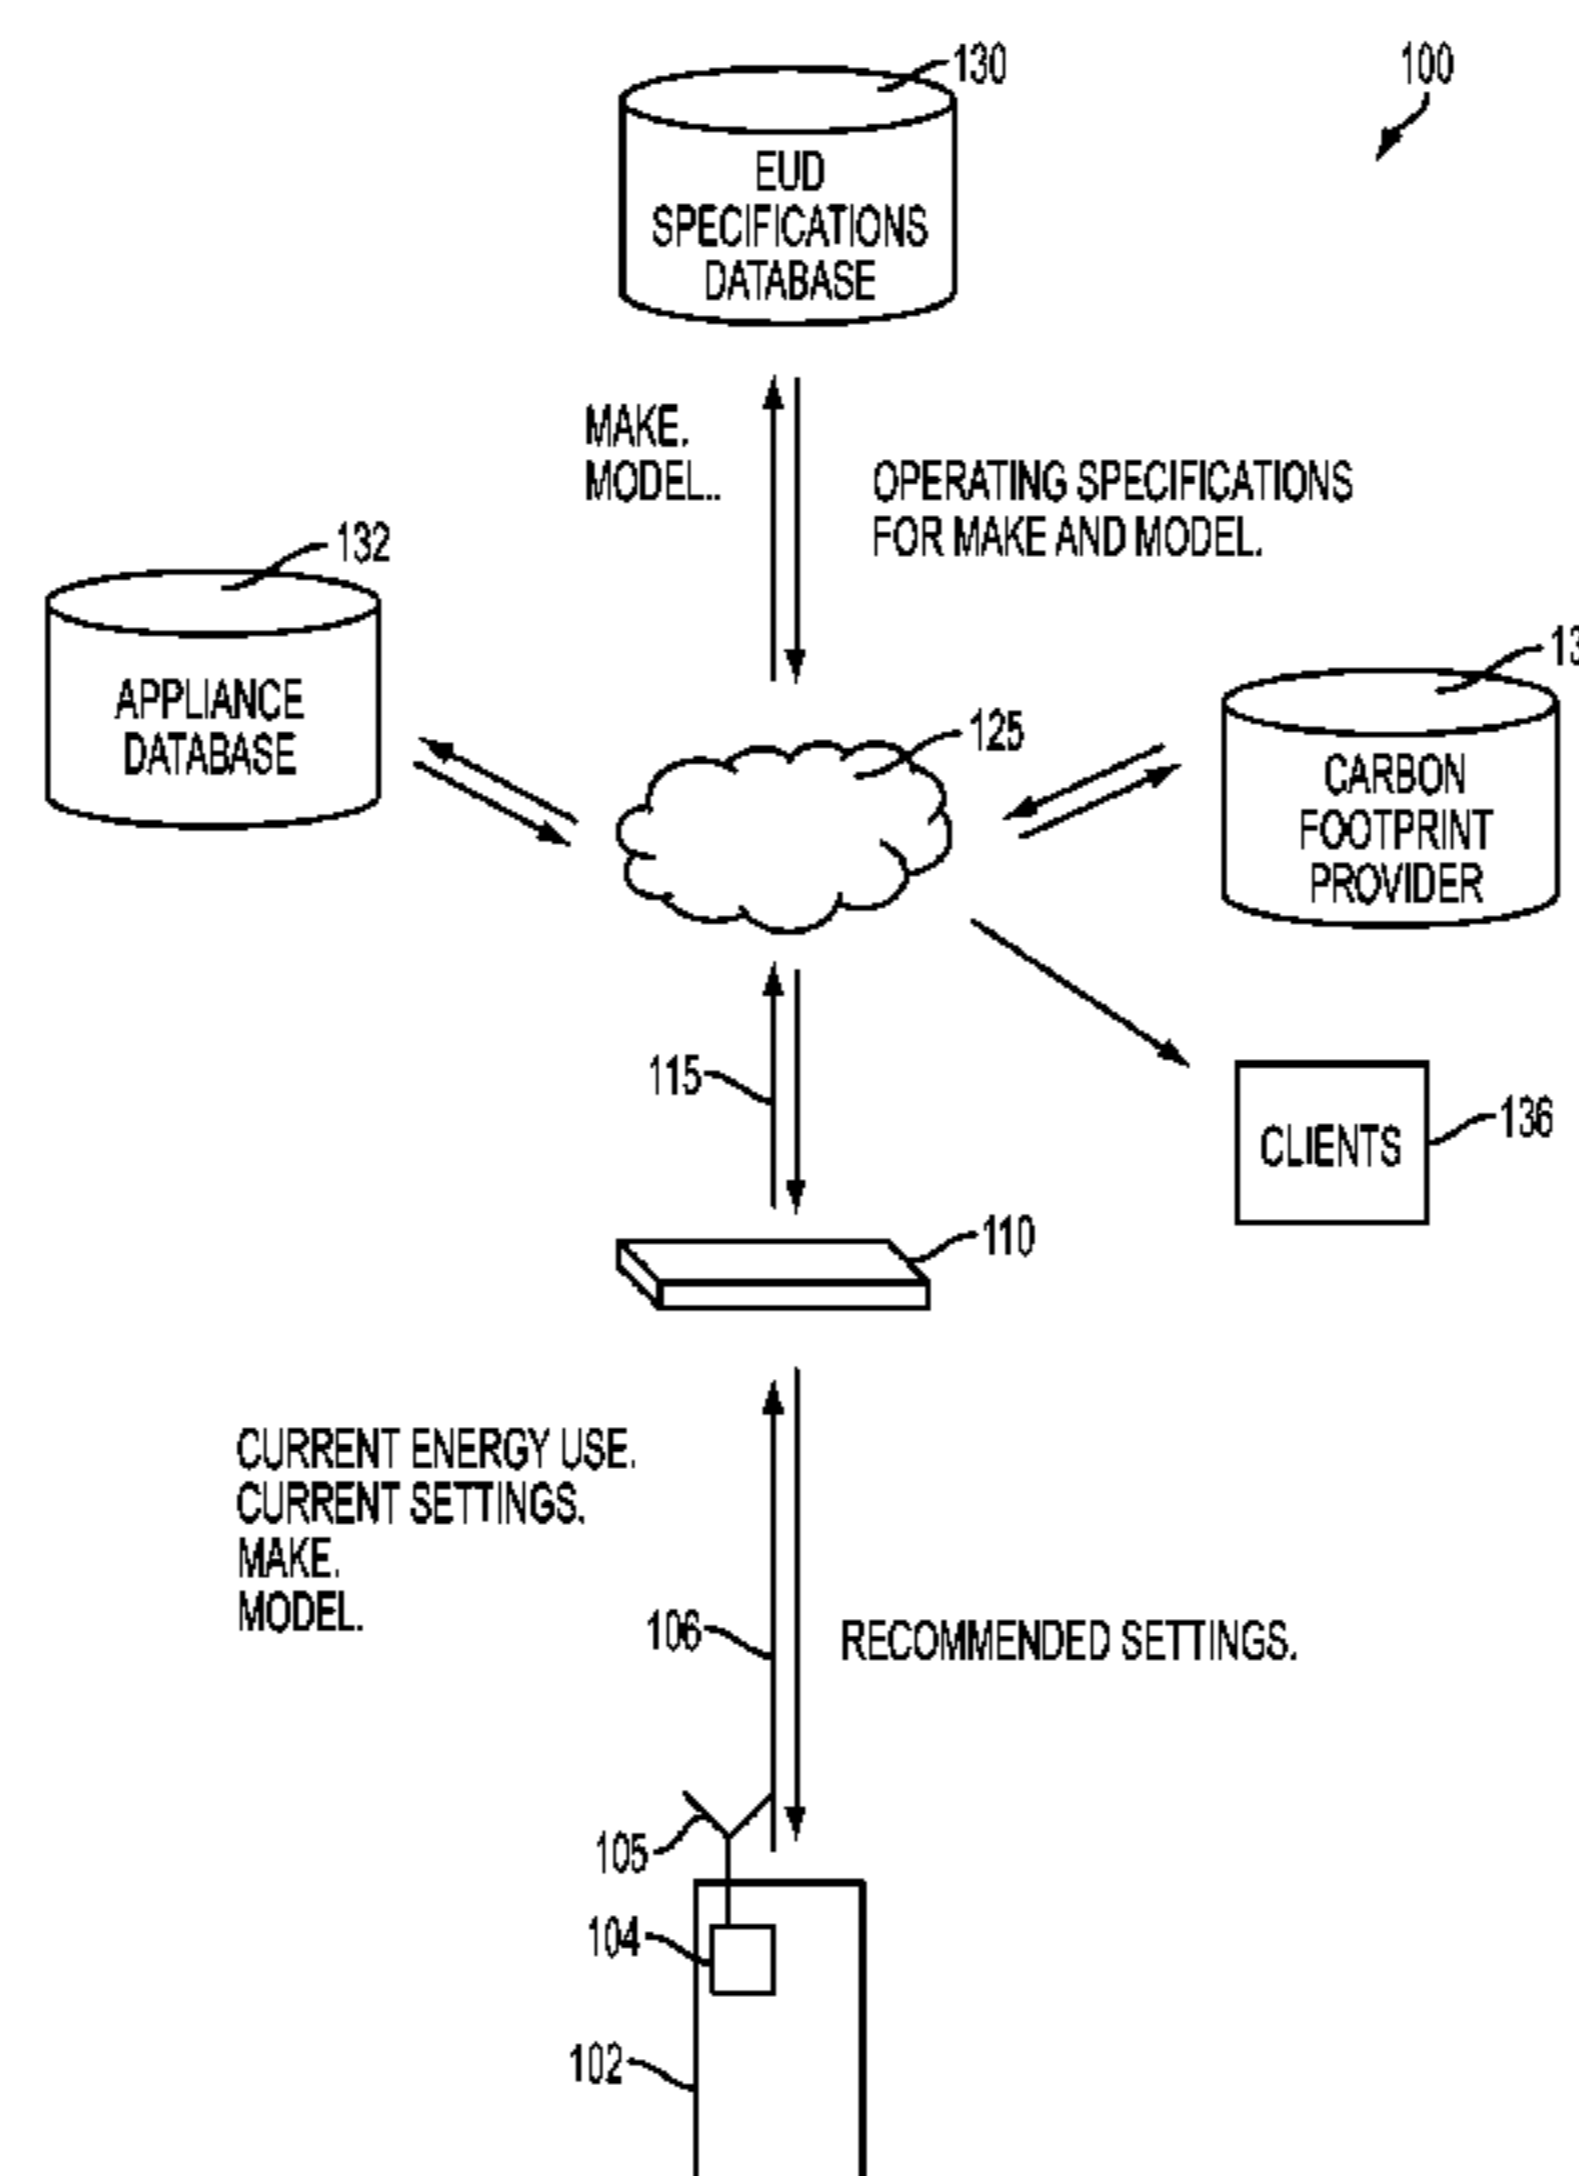 130
100
EUD
SPECIFICATIONS
DATABASE
MAKE.
MODEL..
OPERATING SPECIFICATIONS
FOR MAKE AND MODEL.
132
APPLIANCE
DATABASE
125
CARBON
FOOTPRINT
PROVIDER
115
CLIENTS
136
110
CURRENT ENERGY USE.
CURRENT SETTINGS.
MAKE.
MODEL.
106
RECOMMENDED SETTINGS.
105
104
102